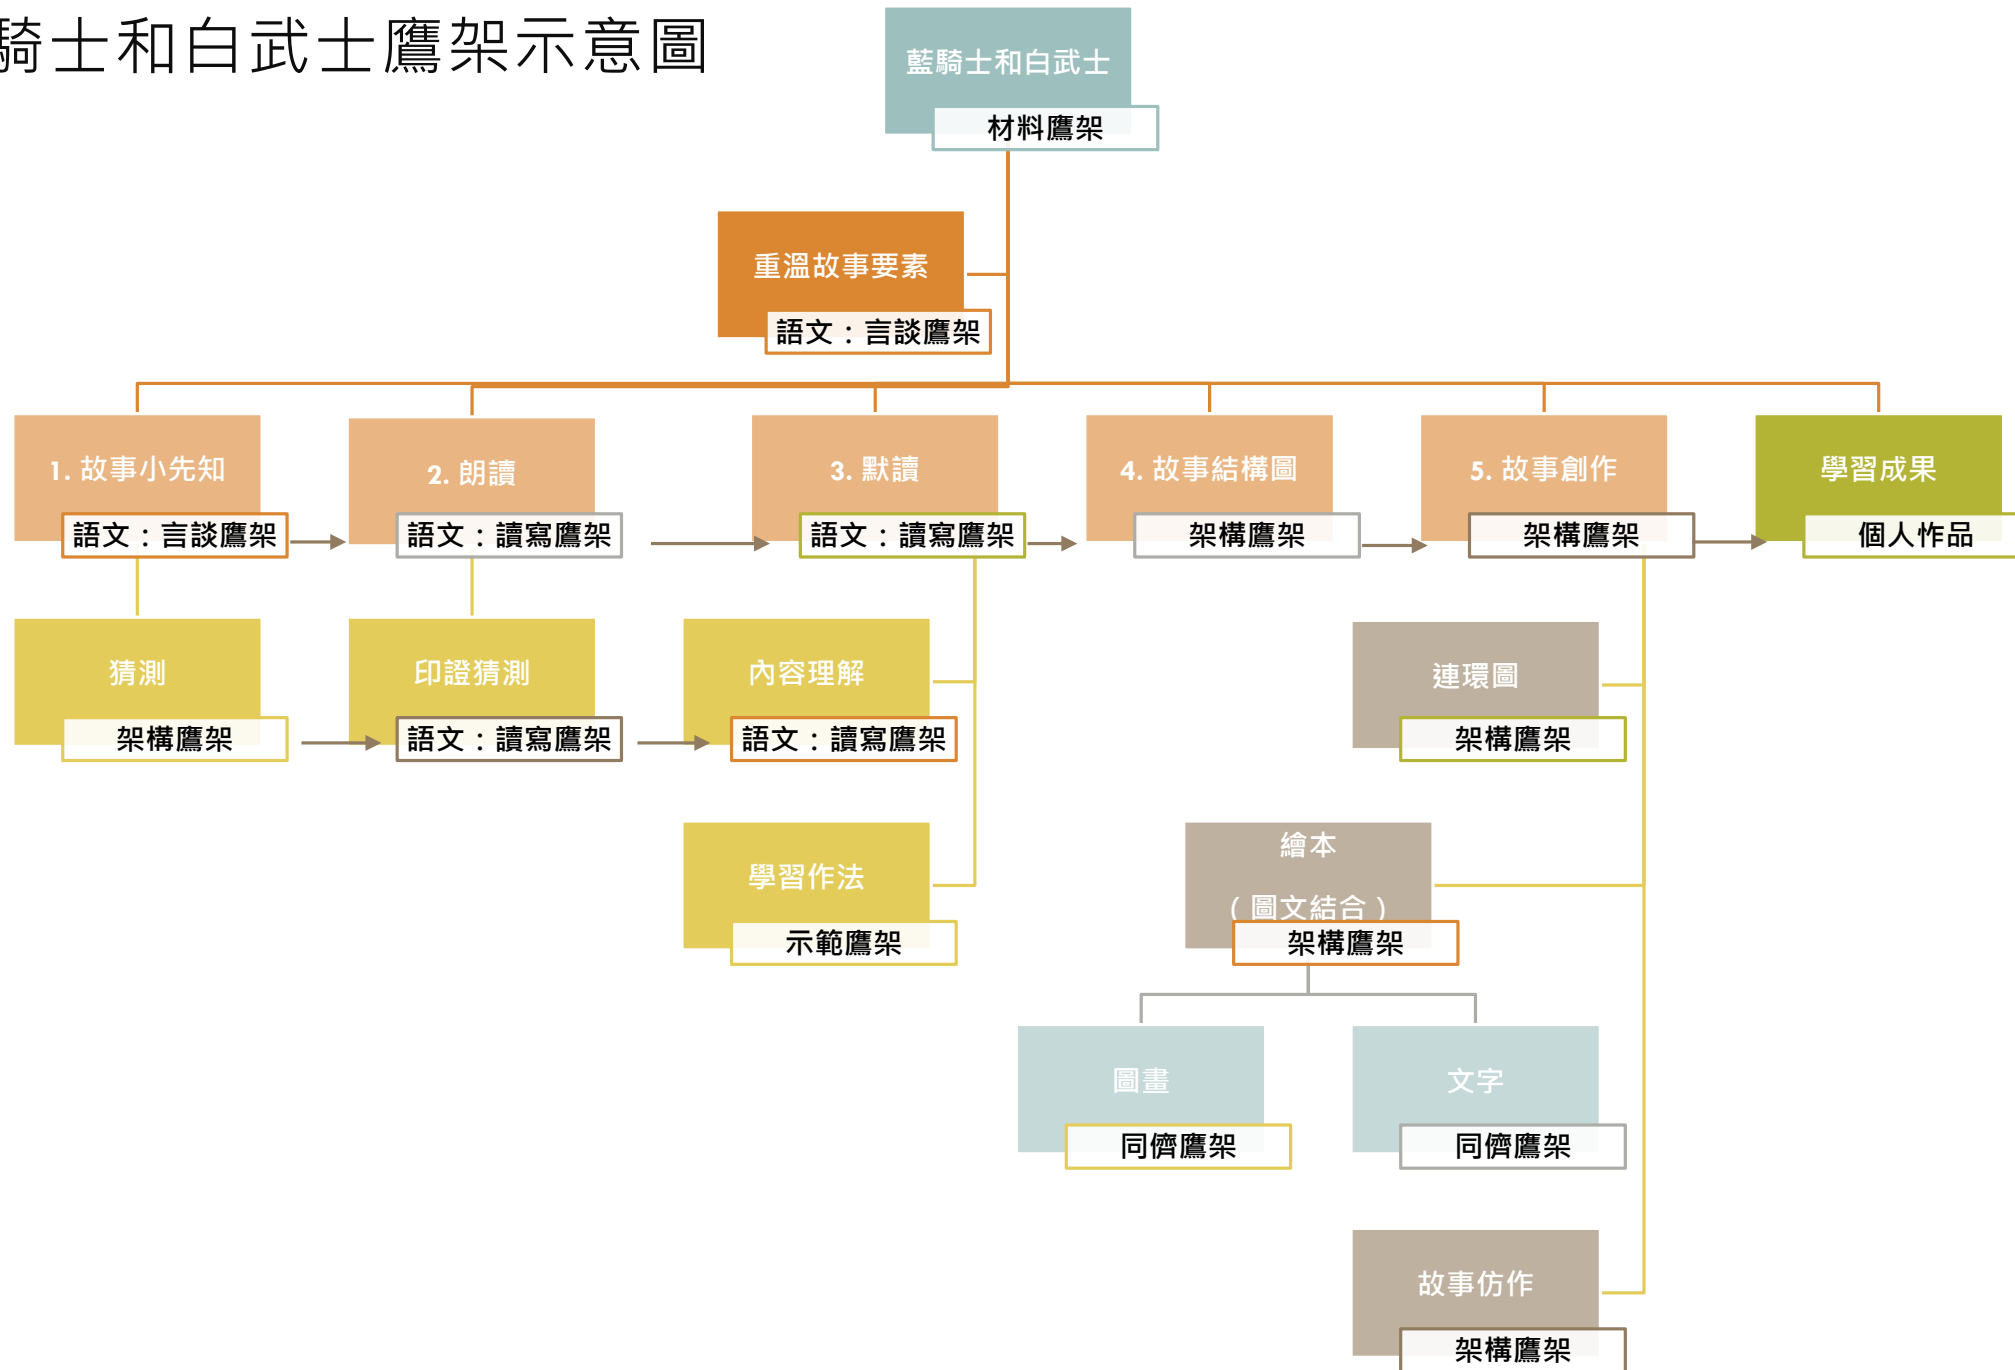 騎士和白武士鷹架示意圖
藍騎士和白武士
材料鷹架
重溫故事要素
語文：言談鷹架
1. 故事小先知
語文：言談鷹架
2. 朗讀
語文：讀寫鷹架
3. 默讀
語文：讀寫鷹架
4. 故事結構圖
架構鷹架
5. 故事創作
架構鷹架
學習成果
個人怍品
猜測
架構鷹架
印證猜測
語文：讀寫鷹架
內容理解
語文：讀寫鷹架
連環圖
架構鷹架
學習作法
示範鷹架
繪本
（圖文結合）
架構鷹架
圖畫
同儕鷹架
文字
同儕鷹架
故事仿作
架構鷹架